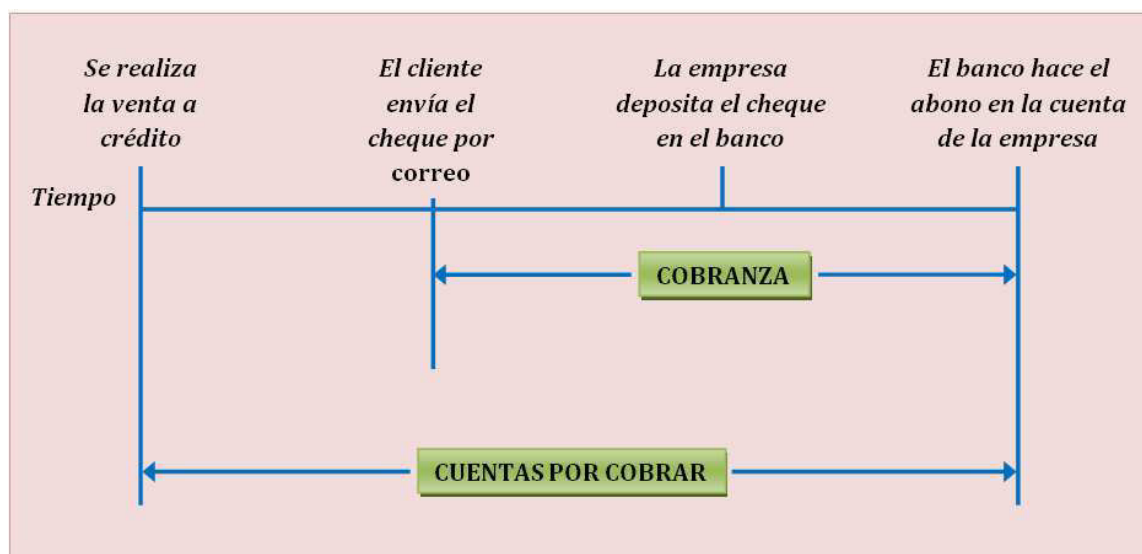 Se realiza
la venta a
crédito
El cliente
envía el
cheque por
correo
La empresa
deposita el cheque
en el banco
El banco hace el
abono en la cuenta
de la empresa
Tiempo
COBRANZA
CUENTAS POR COBRAR